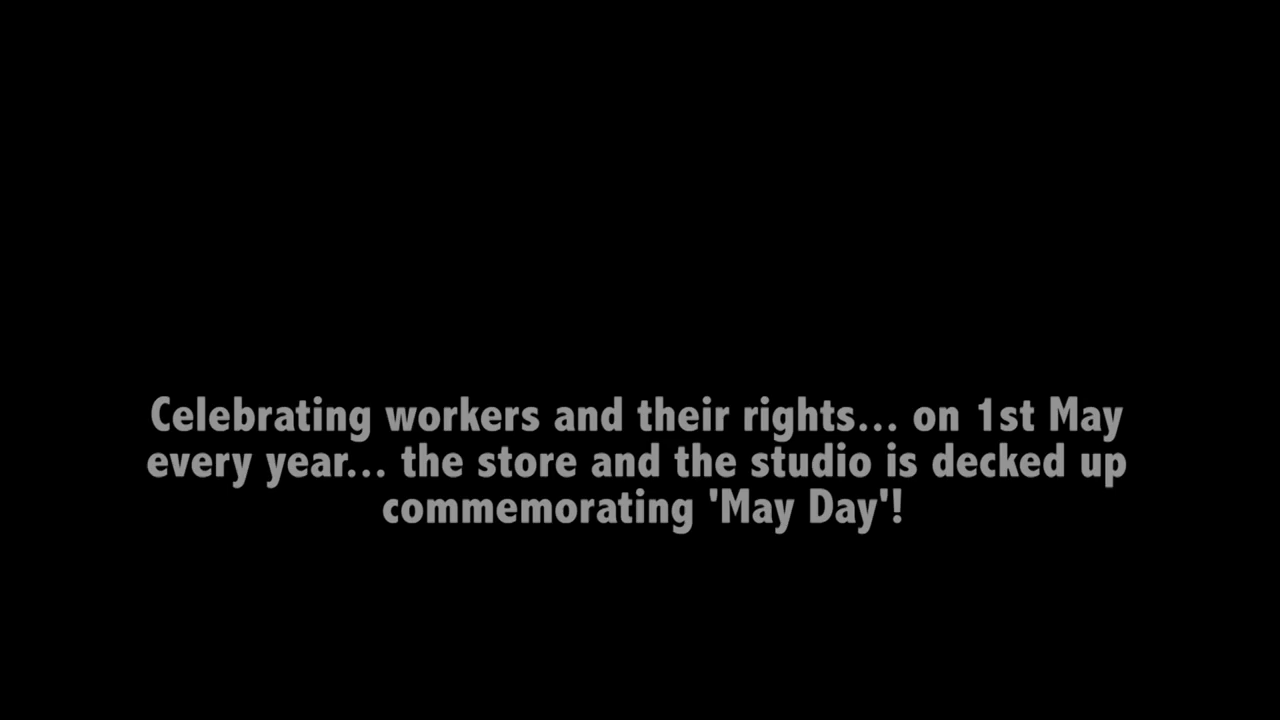 Celebrating workers and their rights... on 1st May
every year... the store and the studio is decked up
commemorating 'May Day'!